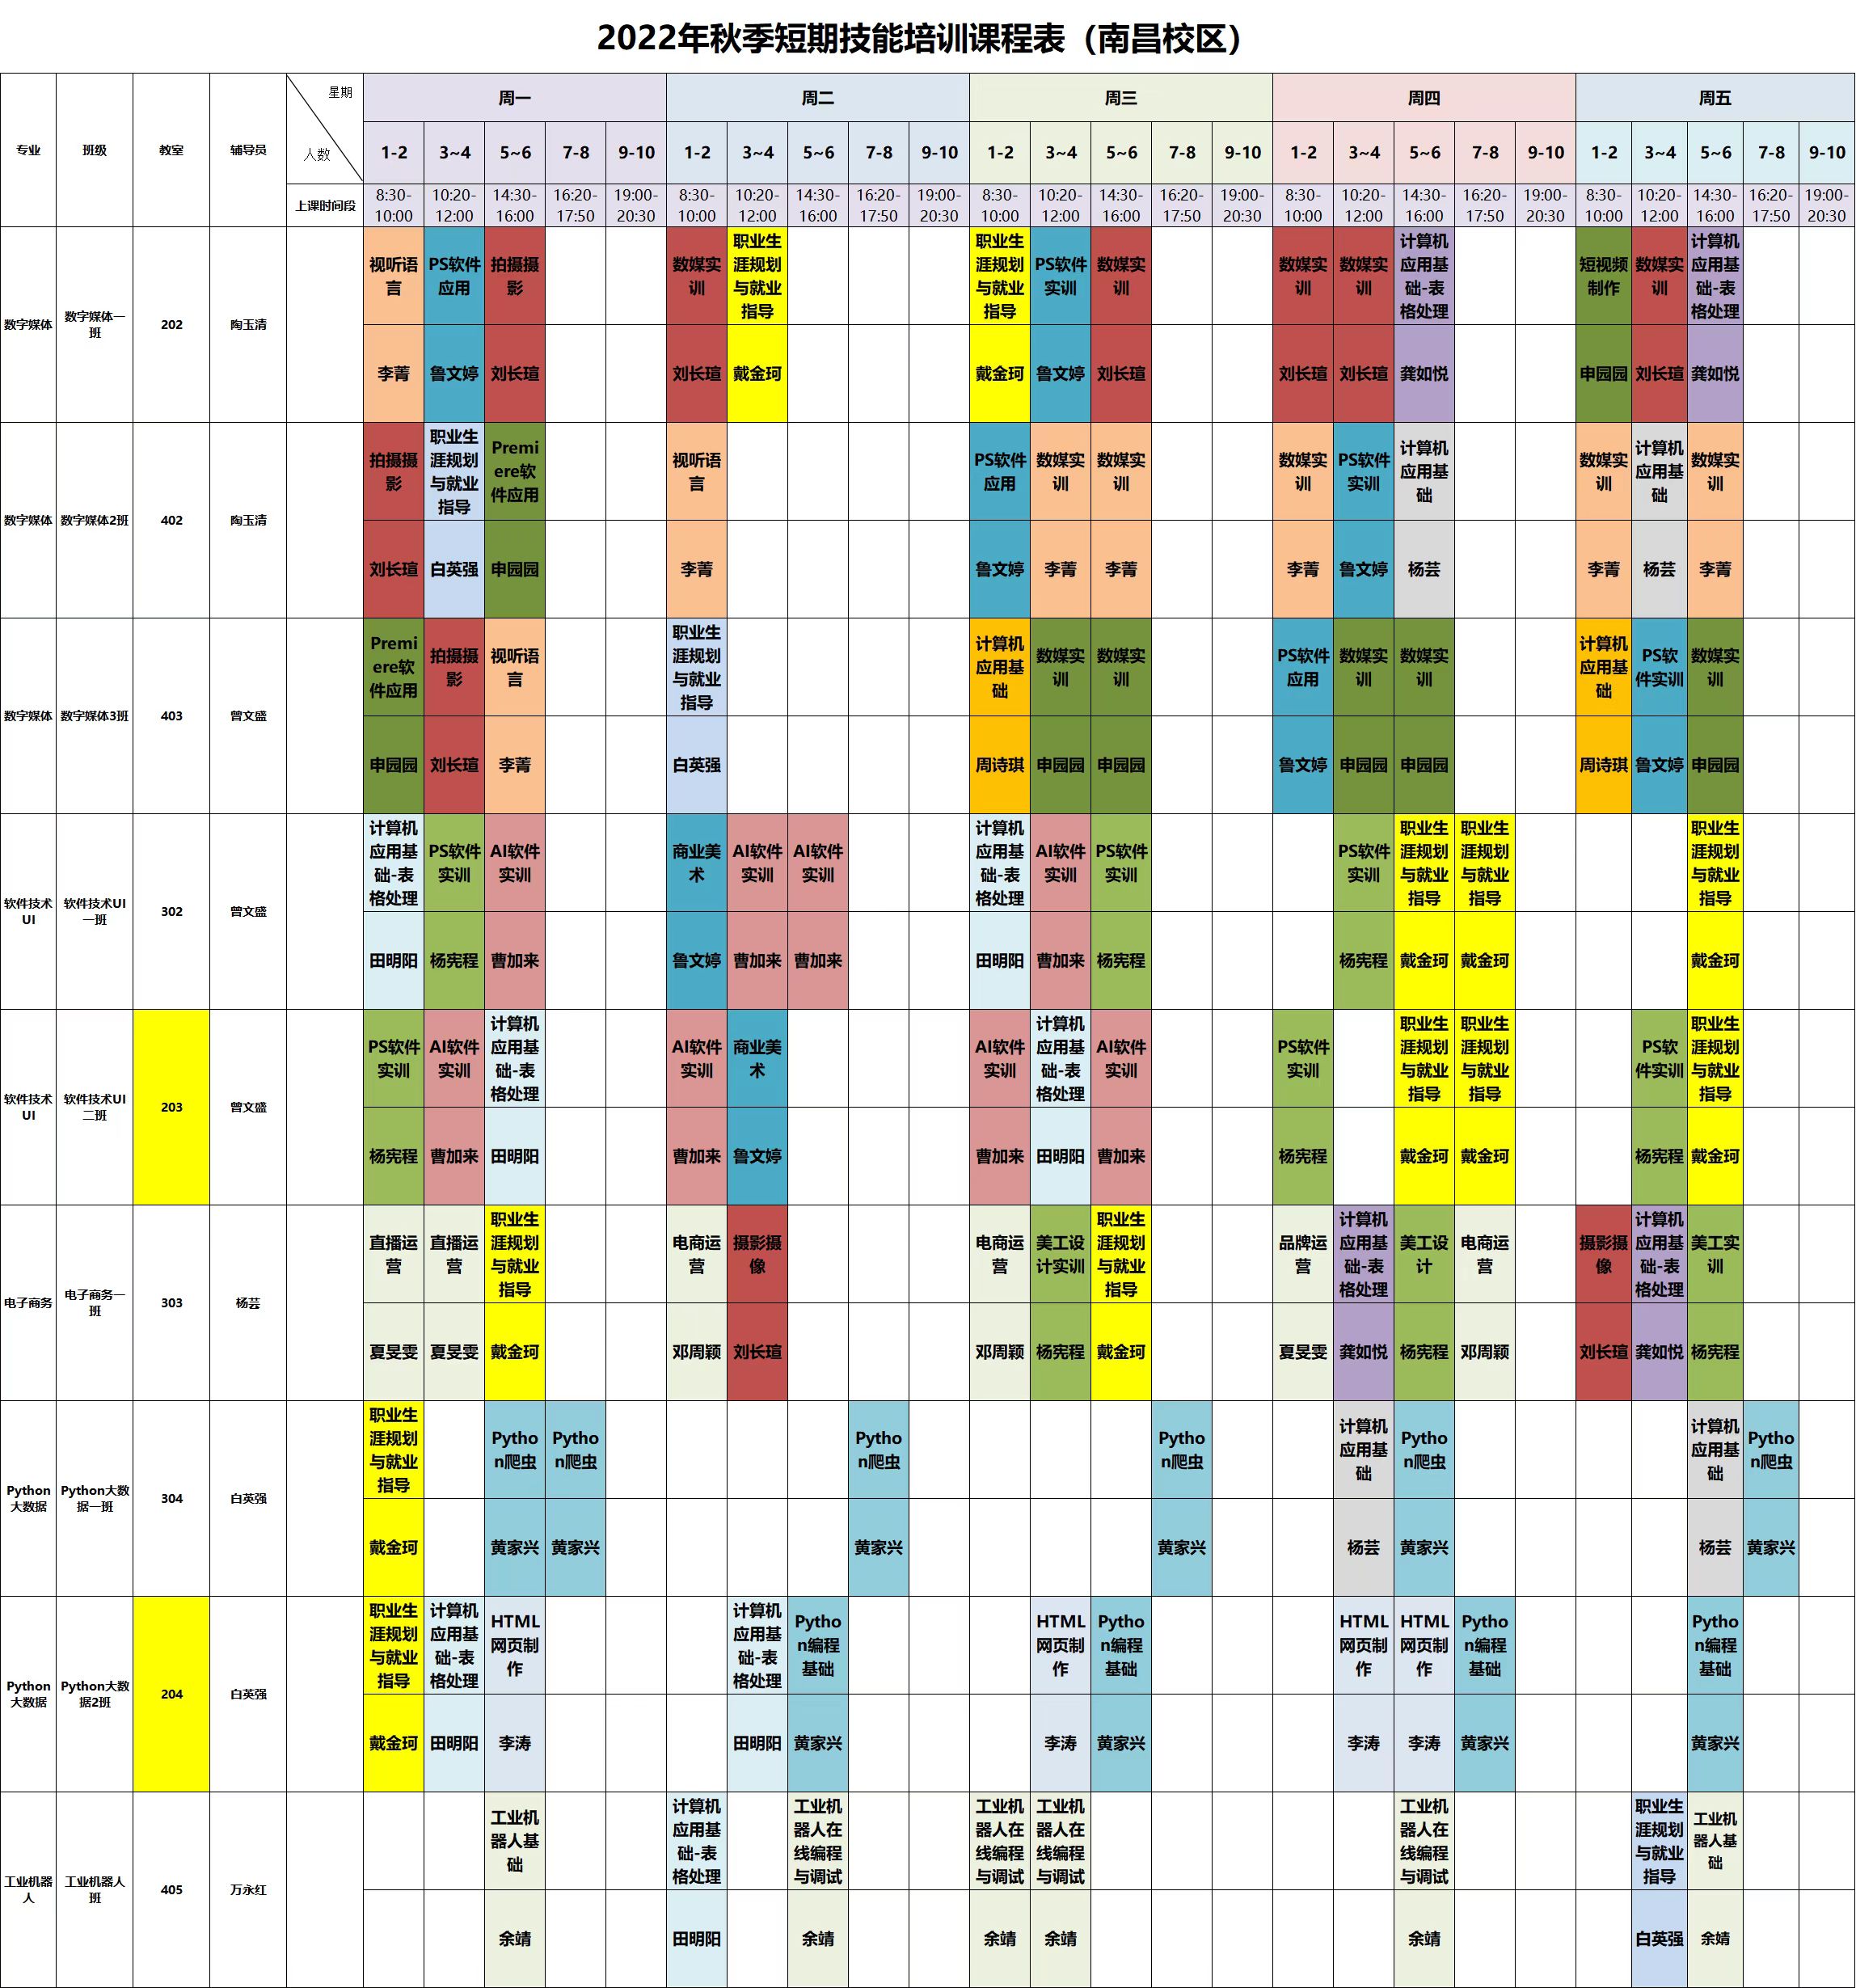 2022年秋季短期技能培训课程表（南昌校区）
专业 班级 教室 辅导员 星期 人数 周一 周二 周三 周四 周五
1-2 3~4 5~6 7-8 9-10 1-2 3~4 5~6 7-8 9-10 1-2 3~4 5~6 7-8 9-10 1-2 3~4 5~6 7-8 9-10 1-2 3~4 5~6 7-8 9-10
上课时间段 8:30-10:00 10:20-12:00 14:30-16:00 16:20-17:50 19:00-20:30 8:30-10:00 10:20-12:00 14:30-16:00 16:20-17:50 19:00-20:30 8:30-10:00 10:20-12:00 14:30-16:00 16:20-17:50 19:00-20:30 8:30-10:00 10:20-12:00 14:30-16:00 16:20-17:50 19:00-20:30 8:30-10:00 10:20-12:00 14:30-16:00 16:20-17:50 19:00-20:30
数字媒体 数字媒体一班 202 陶玉清 视听语言 PS软件应用 拍摄摄影 数媒实训 职业生涯规划与就业指导 职业生涯规划与就业指导 PS软件实训 数媒实训 数媒实训 数媒实训 计算机应用基础-表格处理 短视频制作 数媒实训 计算机应用基础-表格处理
李菁 鲁文婷 刘长瑄 刘长瑄 戴金珂 戴金珂 鲁文婷 刘长瑄 刘长瑄 刘长瑄 龚如悦 申园园 刘长瑄 龚如悦
数字媒体 数字媒体2班 402 陶玉清 拍摄摄影 职业生涯规划与就业指导 Premiere软件应用 视听语言 PS软件应用 数媒实训 数媒实训 数媒实训 PS软件实训 计算机应用基础 数媒实训 计算机应用基础 数媒实训
刘长瑄 白英强 申园园 李菁 鲁文婷 李菁 李菁 李菁 鲁文婷 杨芸 李菁 杨芸 李菁
数字媒体 数字媒体3班 403 曾文盛 Premiere软件应用 拍摄摄影 视听语言 职业生涯规划与就业指导 计算机应用基础 数媒实训 数媒实训 PS软件应用 数媒实训 数媒实训 计算机应用基础 PS软件实训 数媒实训
申园园 刘长瑄 李菁 白英强 周诗琪 申园园 申园园 鲁文婷 申园园 申园园 周诗琪 鲁文婷 申园园
软件技术UI 软件技术UI一班 302 曾文盛 计算机应用基础-表格处理 PS软件实训 AI软件实训 商业美术 AI软件实训 AI软件实训 计算机应用基础-表格处理 AI软件实训 PS软件实训 PS软件实训 职业生涯规划与就业指导 职业生涯规划与就业指导 职业生涯规划与就业指导
田明阳 杨宪程 曹加来 鲁文婷 曹加来 曹加来 田明阳 曹加来 杨宪程 杨宪程 戴金珂 戴金珂 戴金珂
软件技术UI 软件技术UI二班 203 曾文盛 PS软件实训 AI软件实训 计算机应用基础-表格处理 AI软件实训 商业美术 AI软件实训 计算机应用基础-表格处理 AI软件实训 PS软件实训 职业生涯规划与就业指导 职业生涯规划与就业指导 PS软件实训 职业生涯规划与就业指导
杨宪程 曹加来 田明阳 曹加来 鲁文婷 曹加来 田明阳 曹加来 杨宪程 戴金珂 戴金珂 杨宪程 戴金珂
电子商务 电子商务一班 303 杨芸 直播运营 直播运营 职业生涯规划与就业指导 电商运营 摄影摄像 电商运营 美工设计实训 职业生涯规划与就业指导 品牌运营 计算机应用基础-表格处理 美工设计 电商运营 摄影摄像 计算机应用基础-表格处理 美工实训
夏旻雯 夏旻雯 戴金珂 邓周颖 刘长瑄 邓周颖 杨宪程 戴金珂 夏旻雯 龚如悦 杨宪程 邓周颖 刘长瑄 龚如悦 杨宪程
Python大数据 Python大数据一班 304 白英强 职业生涯规划与就业指导 Python爬虫 Python爬虫 Python爬虫 Python爬虫 计算机应用基础 Python爬虫 计算机应用基础 Python爬虫
戴金珂 黄家兴 黄家兴 黄家兴 黄家兴 杨芸 黄家兴 杨芸 黄家兴
Python大数据 Python大数据2班 204 白英强 职业生涯规划与就业指导 计算机应用基础-表格处理 HTML网页制作 计算机应用基础-表格处理 Python编程基础 HTML网页制作 Python编程基础 HTML网页制作 HTML网页制作 Python编程基础 Python编程基础
戴金珂 田明阳 李涛 田明阳 黄家兴 李涛 黄家兴 李涛 李涛 黄家兴 黄家兴
工业机器人 工业机器人班 405 万永红 工业机器人基础 计算机应用基础-表格处理 工业机器人在线编程与调试 工业机器人在线编程与调试 工业机器人在线编程与调试 工业机器人在线编程与调试 职业生涯规划与就业指导 工业机器人基础
余靖 田明阳 余靖 余靖 余靖 余靖 白英强 余婧